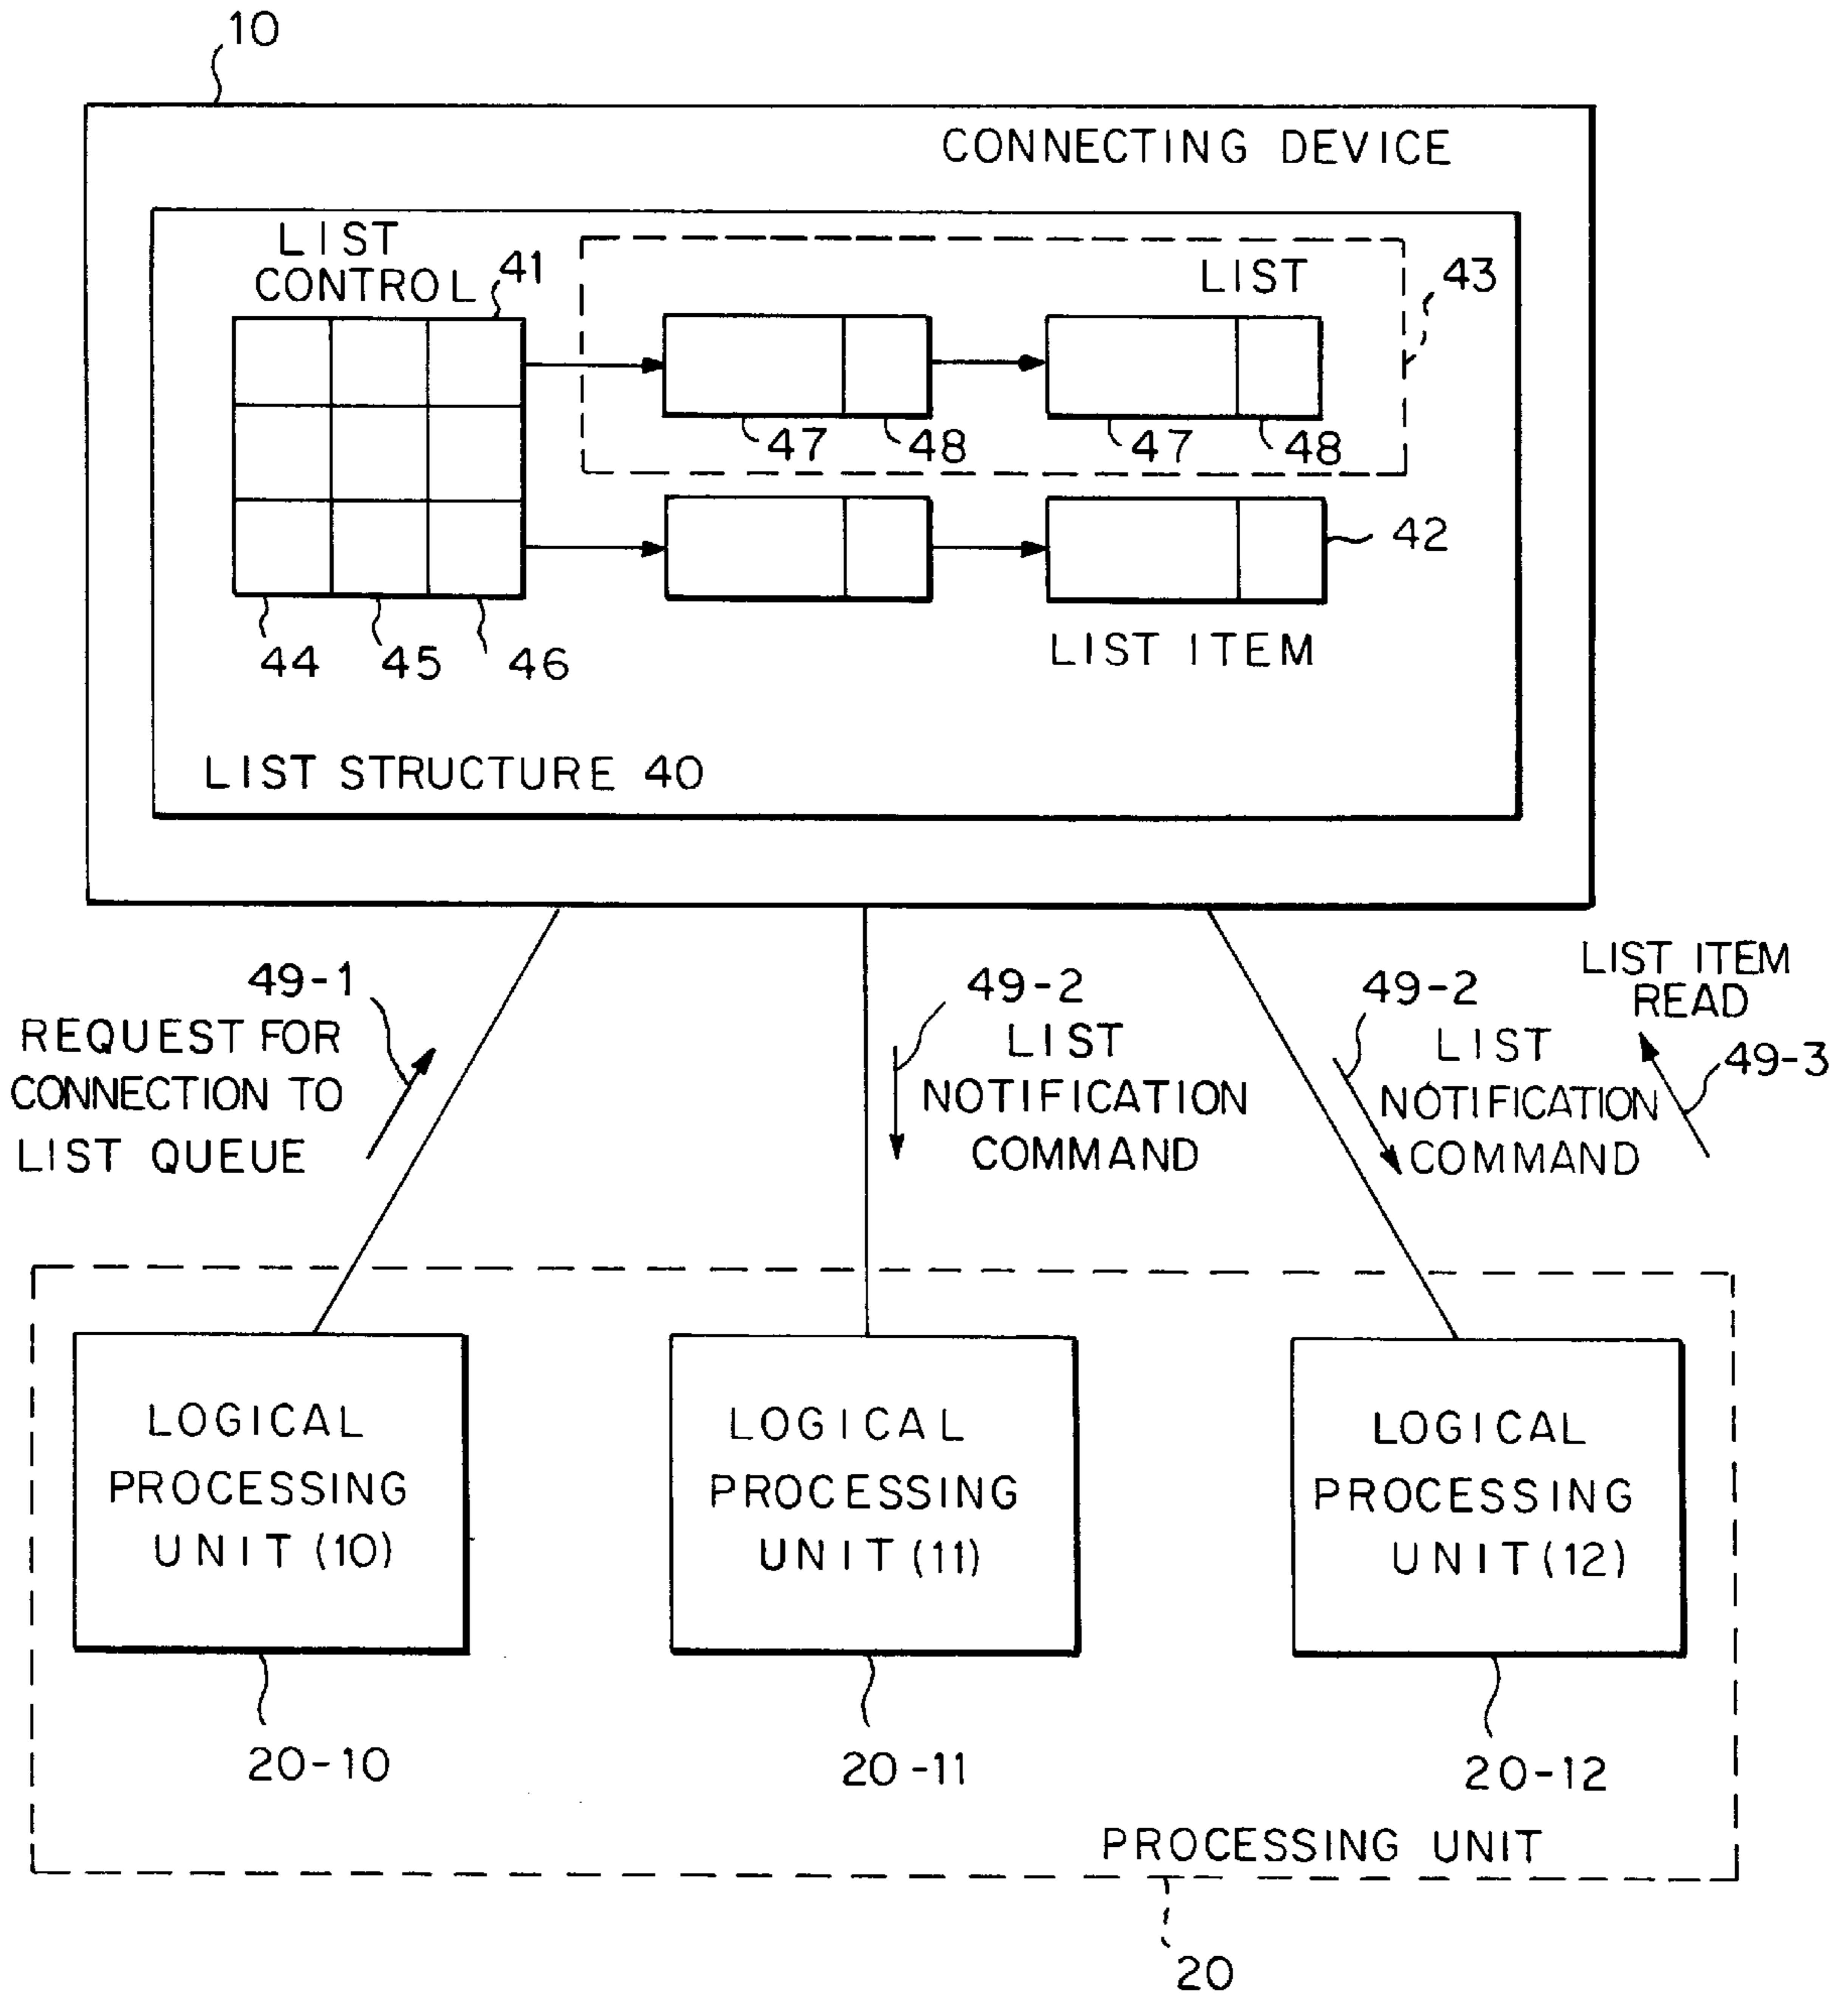 10
CONNECTING DEVICE
LIST
CONTROL
41
LIST
43
47
48
47
48
42
44
45
46
LIST ITEM
LIST STRUCTURE 40
49-1
REQUEST FOR
CONNECTION TO
LIST QUEUE
49-2
LIST
NOTIFICATION
COMMAND
49-2
LIST
NOTIFICATION
COMMAND
LIST ITEM
READ
49-3
LOGICAL
PROCESSING
UNIT (10)
LOGICAL
PROCESSING
UNIT (11)
LOGICAL
PROCESSING
UNIT (12)
20-10
20-11
20-12
PROCESSING UNIT
20